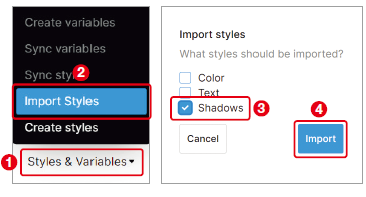 Create variables
Sync variables
Sync styl
2
Import Styles
Create styles
1
Styles & Variables
Import styles
What styles should be imported?
Color
Text
Shadows
3
4
Cancel
Import